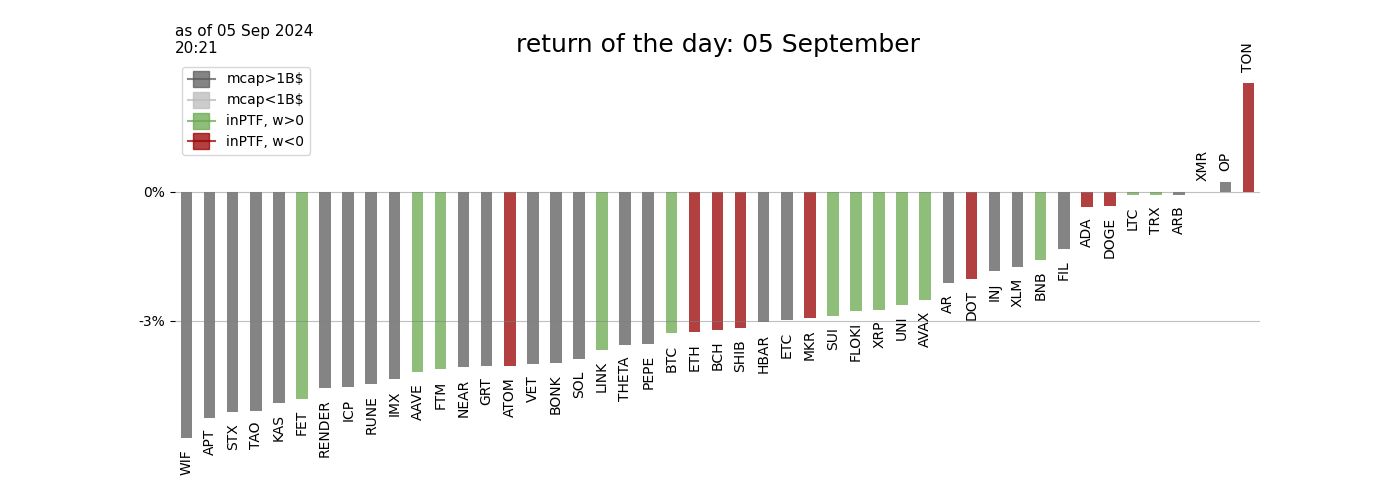 as of 05 Sep 2024
20:21
return of the day: 05 September
mcap>1B$
mcap<1B$
inPTF, w>0
inPTF, w<0
0%
-3%
WIF
APT
STX
TAO
KAS
FET
RENDER
ICP
RUNE
IMX
AAVE
FTM
NEAR
GRT
ATOM
VET
BONK
SOL
LINK
THETA
PEPE
BTC
ETH
BCH
SHIB
HBAR
ETC
MKR
SUI
FLOKI
XRP
UNI
AVAX
AR
DOT
INJ
XLM
BNB
FIL
ADA
DOGE
LTC
TRX
ARB
XMR
OP
TON